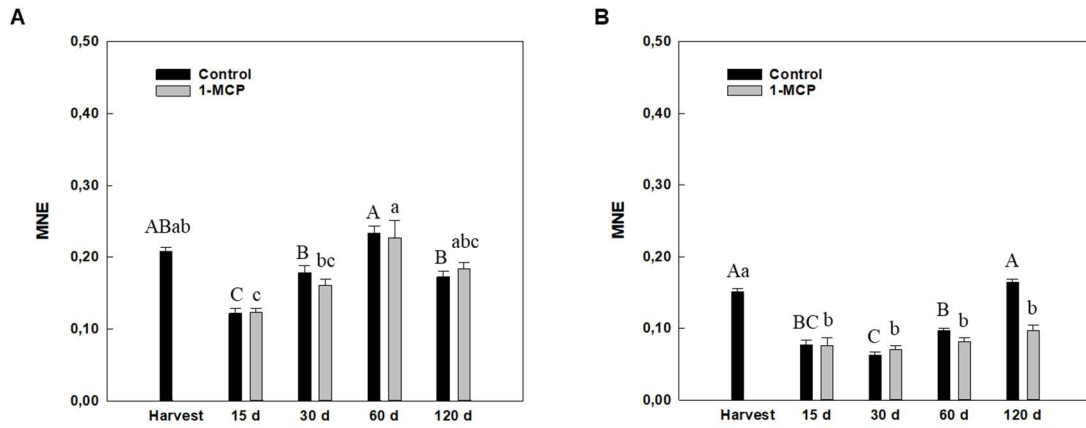 A
0,50
0,40
0,30
0,20
0,10
0,00
MNE
Control
1-MCP
ABab
C c
B bc
A a
B abc
Harvest 15 d 30 d 60 d 120 d
B
0,50
0,40
0,30
0,20
0,10
0,00
MNE
Control
1-MCP
Aa
BC b
C b
B b
A b
Harvest 15 d 30 d 60 d 120 d